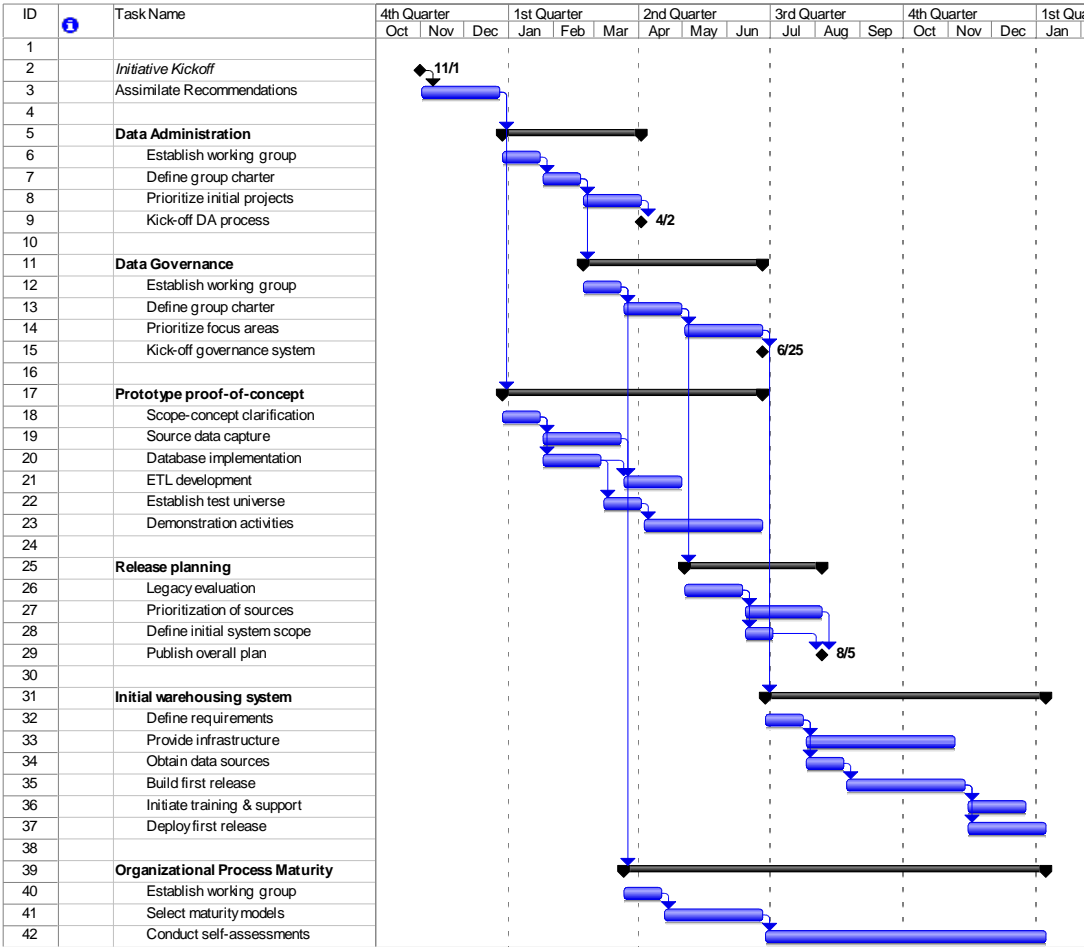 ID Task Name 4th Quarter 1st Quarter 2nd Quarter 3rd Quarter 4th Quarter 1st Qua
Oct Nov Dec Jan Feb Mar Apr May Jun Jul Aug Sep Oct Nov Dec Jan
1
2 Initiative Kickoff 11/1
3 Assimilate Recommendations
4
5 Data Administration
6 Establish working group
7 Define group charter
8 Prioritize initial projects
9 Kick-off DA process 4/2
10
11 Data Governance
12 Establish working group
13 Define group charter
14 Prioritize focus areas
15 Kick-off governance system 6/25
16
17 Prototype proof-of-concept
18 Scope-concept clarification
19 Source data capture
20 Database implementation
21 ETL development
22 Establish test universe
23 Demonstration activities
24
25 Release planning
26 Legacy evaluation
27 Prioritization of sources
28 Define initial system scope
29 Publish overall plan 8/5
30
31 Initial warehousing system
32 Define requirements
33 Provide infrastructure
34 Obtain data sources
35 Build first release
36 Initiate training & support
37 Deploy first release
38
39 Organizational Process Maturity
40 Establish working group
41 Select maturity models
42 Conduct self-assessments